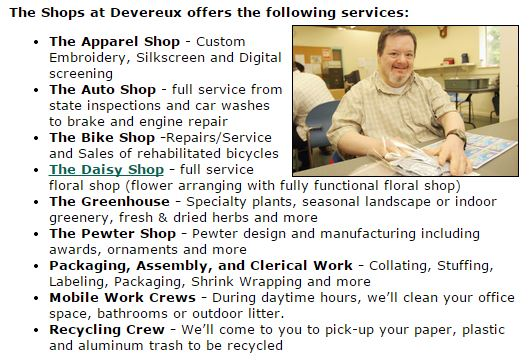 The Shops at Devereux offers the following services:
• The Apparel Shop - Custom
Embroidery, Silkscreen and Digital
screening
• The Auto Shop - full service from
state inspections and car washes
to brake and engine repair
• The Bike Shop -Repairs/Service
and Sales of rehabilitated bicycles
• The Daisy Shop - full service
floral shop (flower arranging with fully functional floral shop)
• The Greenhouse - Specialty plants, seasonal landscape or indoor
greenery, fresh & dried herbs and more
• The Pewter Shop - Pewter design and manufacturing including
awards, ornaments and more
• Packaging, Assembly, and Clerical Work - Collating, Stuffing,
Labeling, Packaging, Shrink Wrapping and more
• Mobile Work Crews - During daytime hours, we'll clean your office
space, bathrooms or outdoor litter.
• Recycling Crew - We'll come to you to pick-up your paper, plastic
and aluminum trash to be recycled